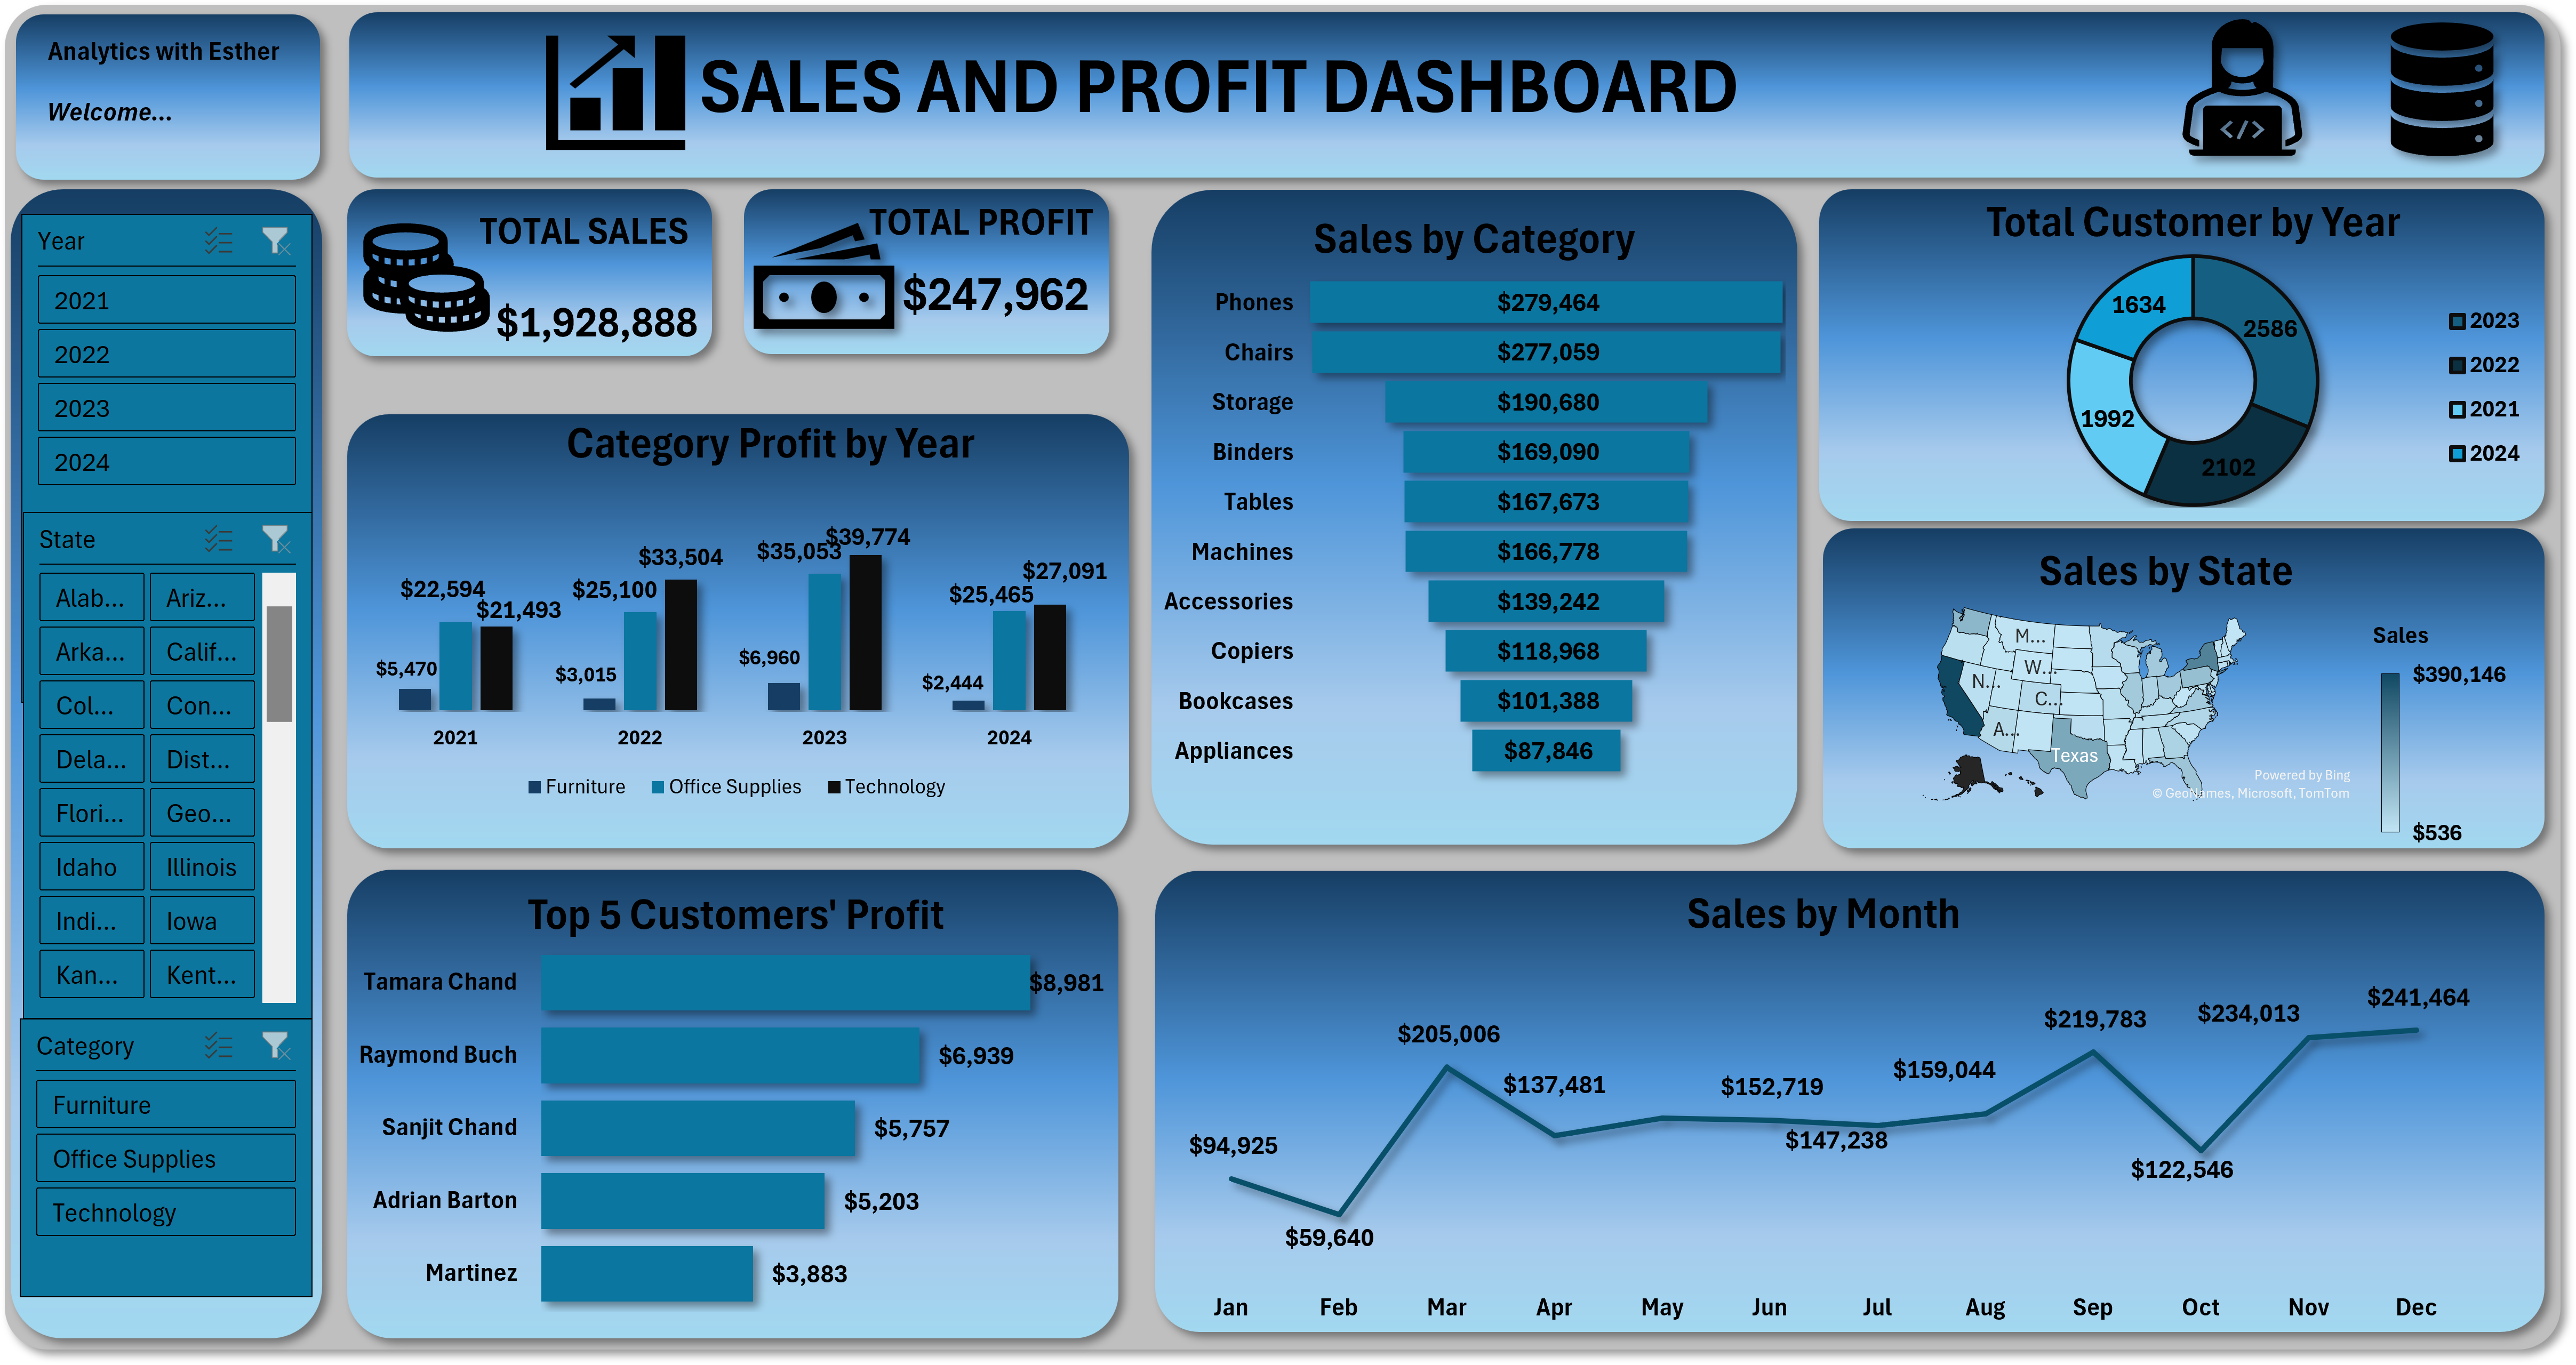 Analytics with Esther
Welcome...
SALES AND PROFIT DASHBOARD
</>
Year
2021
2022
2023
2024
State
Alab... Ariz...
Arka... Calif...
Col... Con...
Dela... Dist...
Flori... Geo...
Idaho Illinois
Indi... Iowa
Kan... Kent...
Category
Furniture
Office Supplies
Technology
TOTAL SALES
$1,928,888
TOTAL PROFIT
$247,962
Category Profit by Year
$5,470 $22,594 $21,493
$3,015 $25,100 $33,504
$6,960 $35,053 $39,774
$2,444 $25,465 $27,091
2021 2022 2023 2024
Furniture Office Supplies Technology
Sales by Category
Phones $279,464
Chairs $277,059
Storage $190,680
Binders $169,090
Tables $167,673
Machines $166,778
Accessories $139,242
Copiers $118,968
Bookcases $101,388
Appliances $87,846
Total Customer by Year
1634 2586
1992 2102
2023
2022
2021
2024
Sales by State
M...
W...
N...
C...
A...
Texas
Powered by Bing
© GeoNames, Microsoft, TomTom
Sales
$390,146
$536
Top 5 Customers' Profit
Tamara Chand $8,981
Raymond Buch $6,939
Sanjit Chand $5,757
Adrian Barton $5,203
Martinez $3,883
Sales by Month
$94,925 $59,640 $205,006 $137,481 $152,719 $147,238 $159,044 $219,783 $122,546 $234,013 $241,464
Jan Feb Mar Apr May Jun Jul Aug Sep Oct Nov Dec